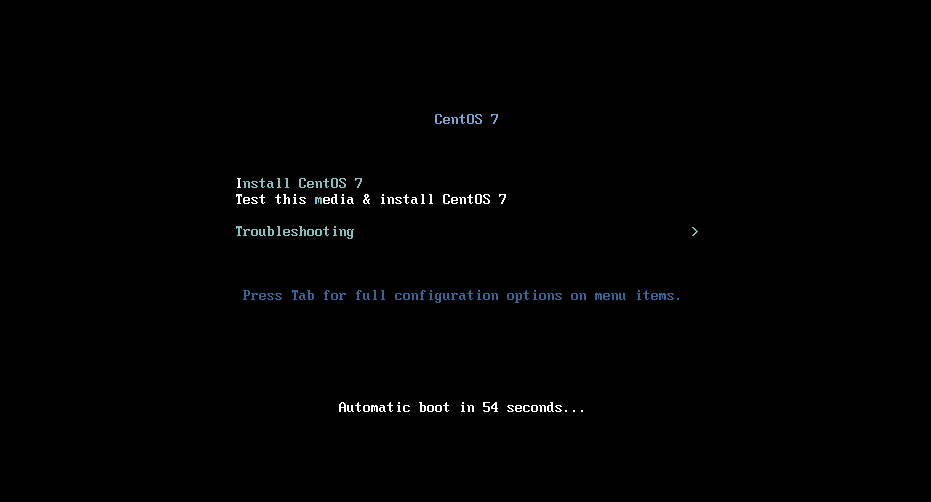 CentOS 7
Install CentOS 7
Test this media & install CentOS 7
Troubleshooting >
Press Tab for full configuration options on menu items.
Automatic boot in 54 seconds...